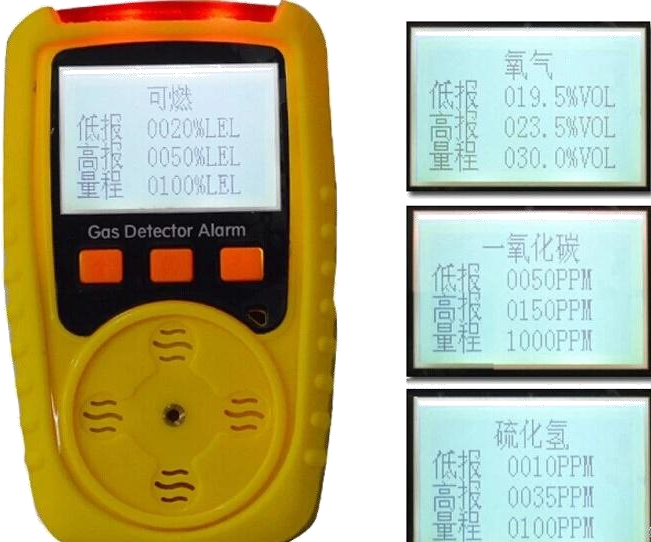 可燃
低报 0020%LEL
高报 0050%LEL
量程 0100%LEL
Gas Detector Alarm
氧气
低报 019.5%VOL
高报 023.5%VOL
量程 030.0%VOL
一氧化碳
低报 0050PPM
高报 0150PPM
量程 1000PPM
硫化氢
低报 0010PPM
高报 0035PPM
量程 0100PPM